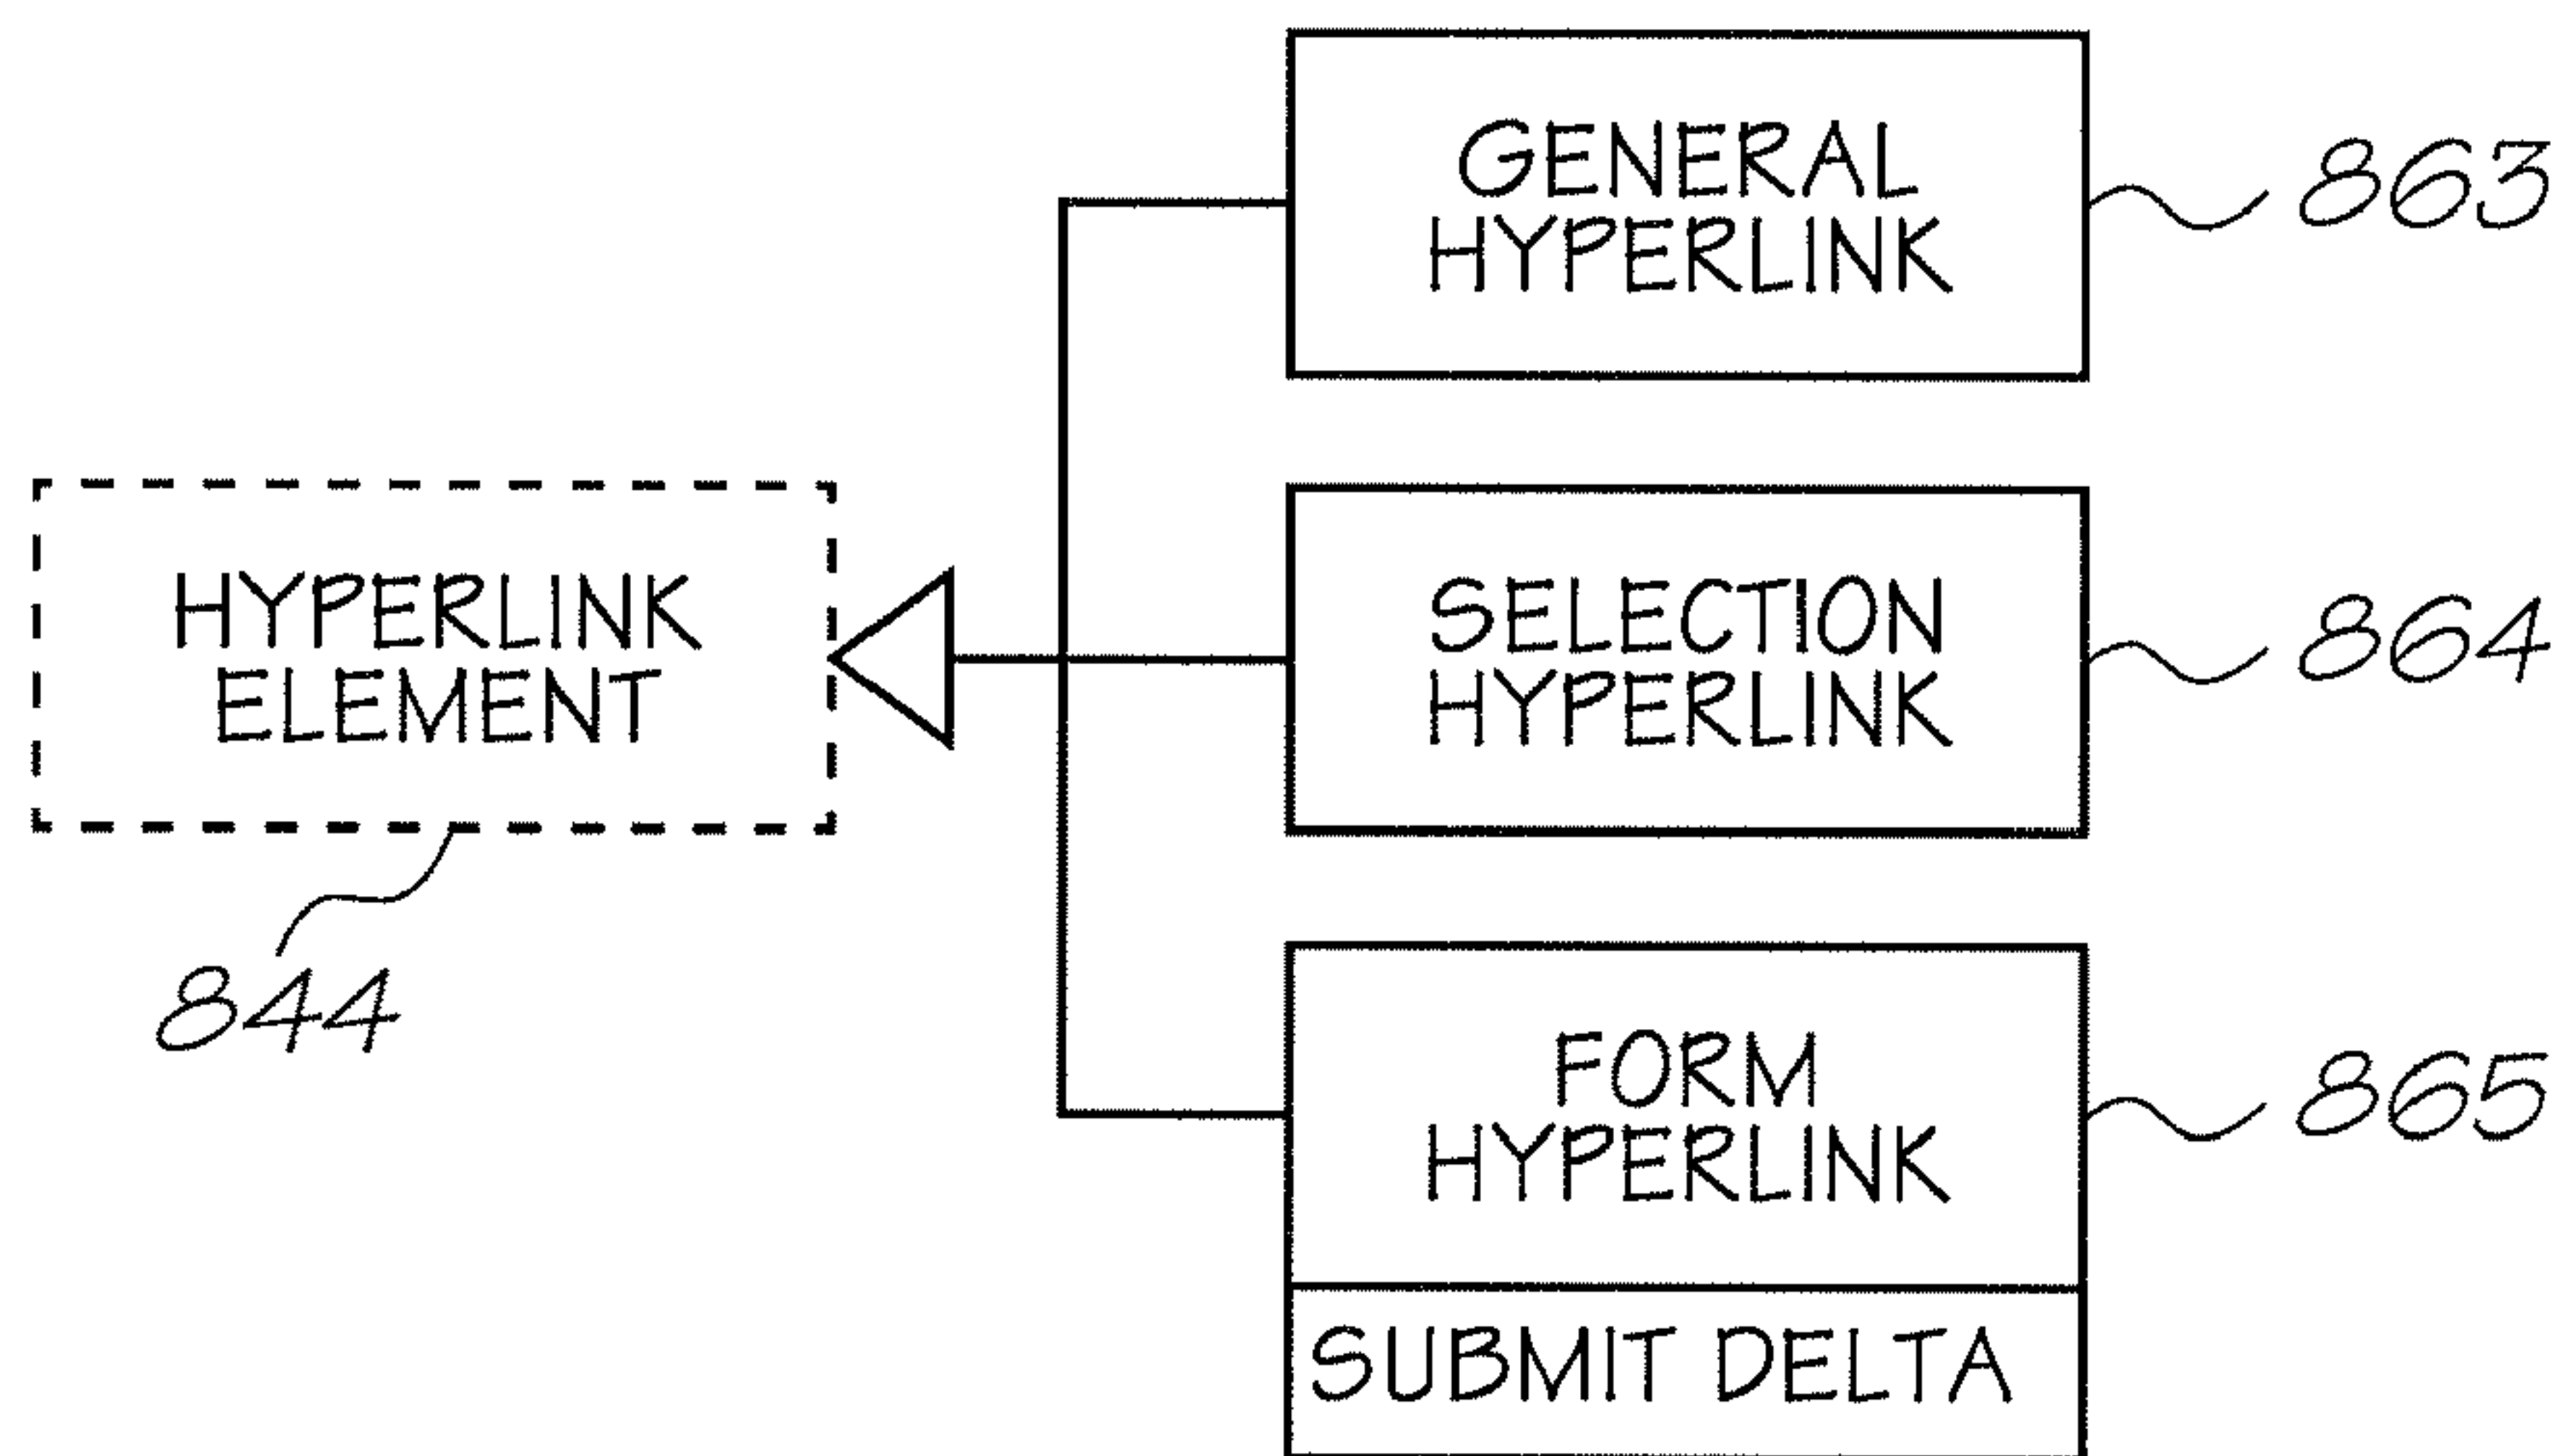 GENERAL
HYPERLINK
863
HYPERLINK
ELEMENT
844
SELECTION
HYPERLINK
864
FORM
HYPERLINK
865
SUBMIT DELTA